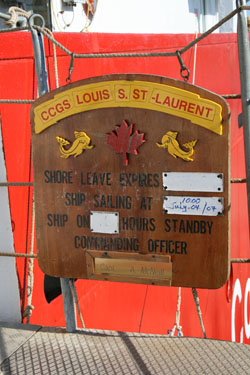 CCGS LOUIS S. ST-LAURENT
SHORE LEAVE EXPIRES
SHIP SAILING AT 1000
July. 04 / 07
SHIP ON HOURS STANDBY
COMMANDING OFFICER